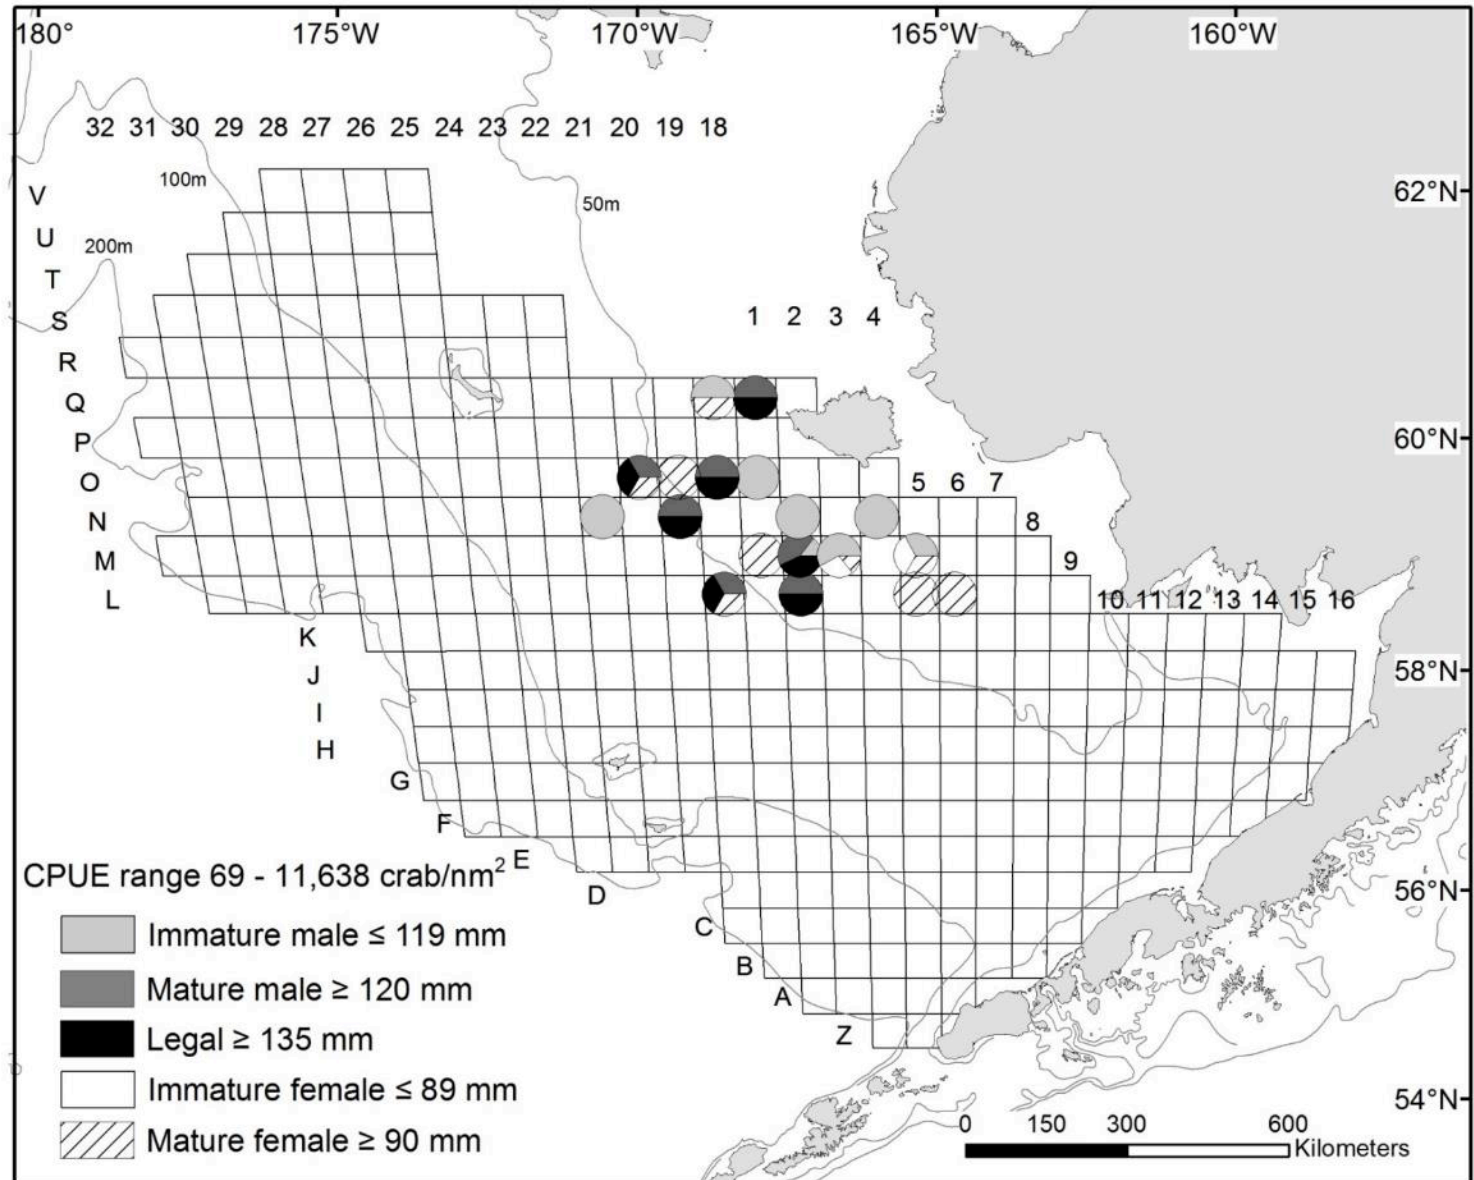 180° 175°W 170°W 165°W 160°W
32 31 30 29 28 27 26 25 24 23 22 21 20 19 18
100m
62°N
V
50m
U
200m
T
S
1 2 3 4
R
Q
P
60°N
O
5 6 7
N
8
M
9
L
10 11 12 13 14 15 16
K
J
58°N
I
H
G
F
E
CPUE range 69 - 11,638 crab/nm²
D
56°N
C
Immature male ≤ 119 mm
B
Mature male ≥ 120 mm
A
Z
Legal ≥ 135 mm
Immature female ≤ 89 mm
54°N
0 150 300 600
Mature female ≥ 90 mm
Kilometers